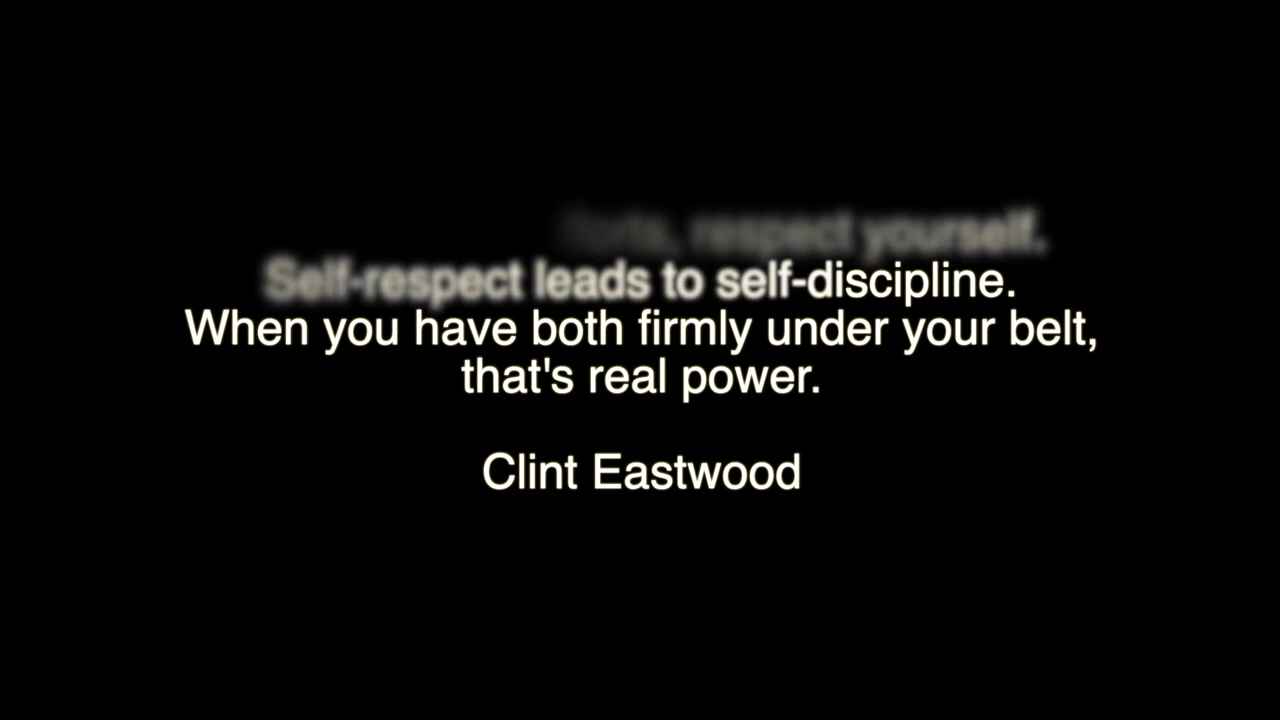 respect yourself.
Self-respect leads to self-discipline.
When you have both firmly under your belt,
that's real power.
Clint Eastwood